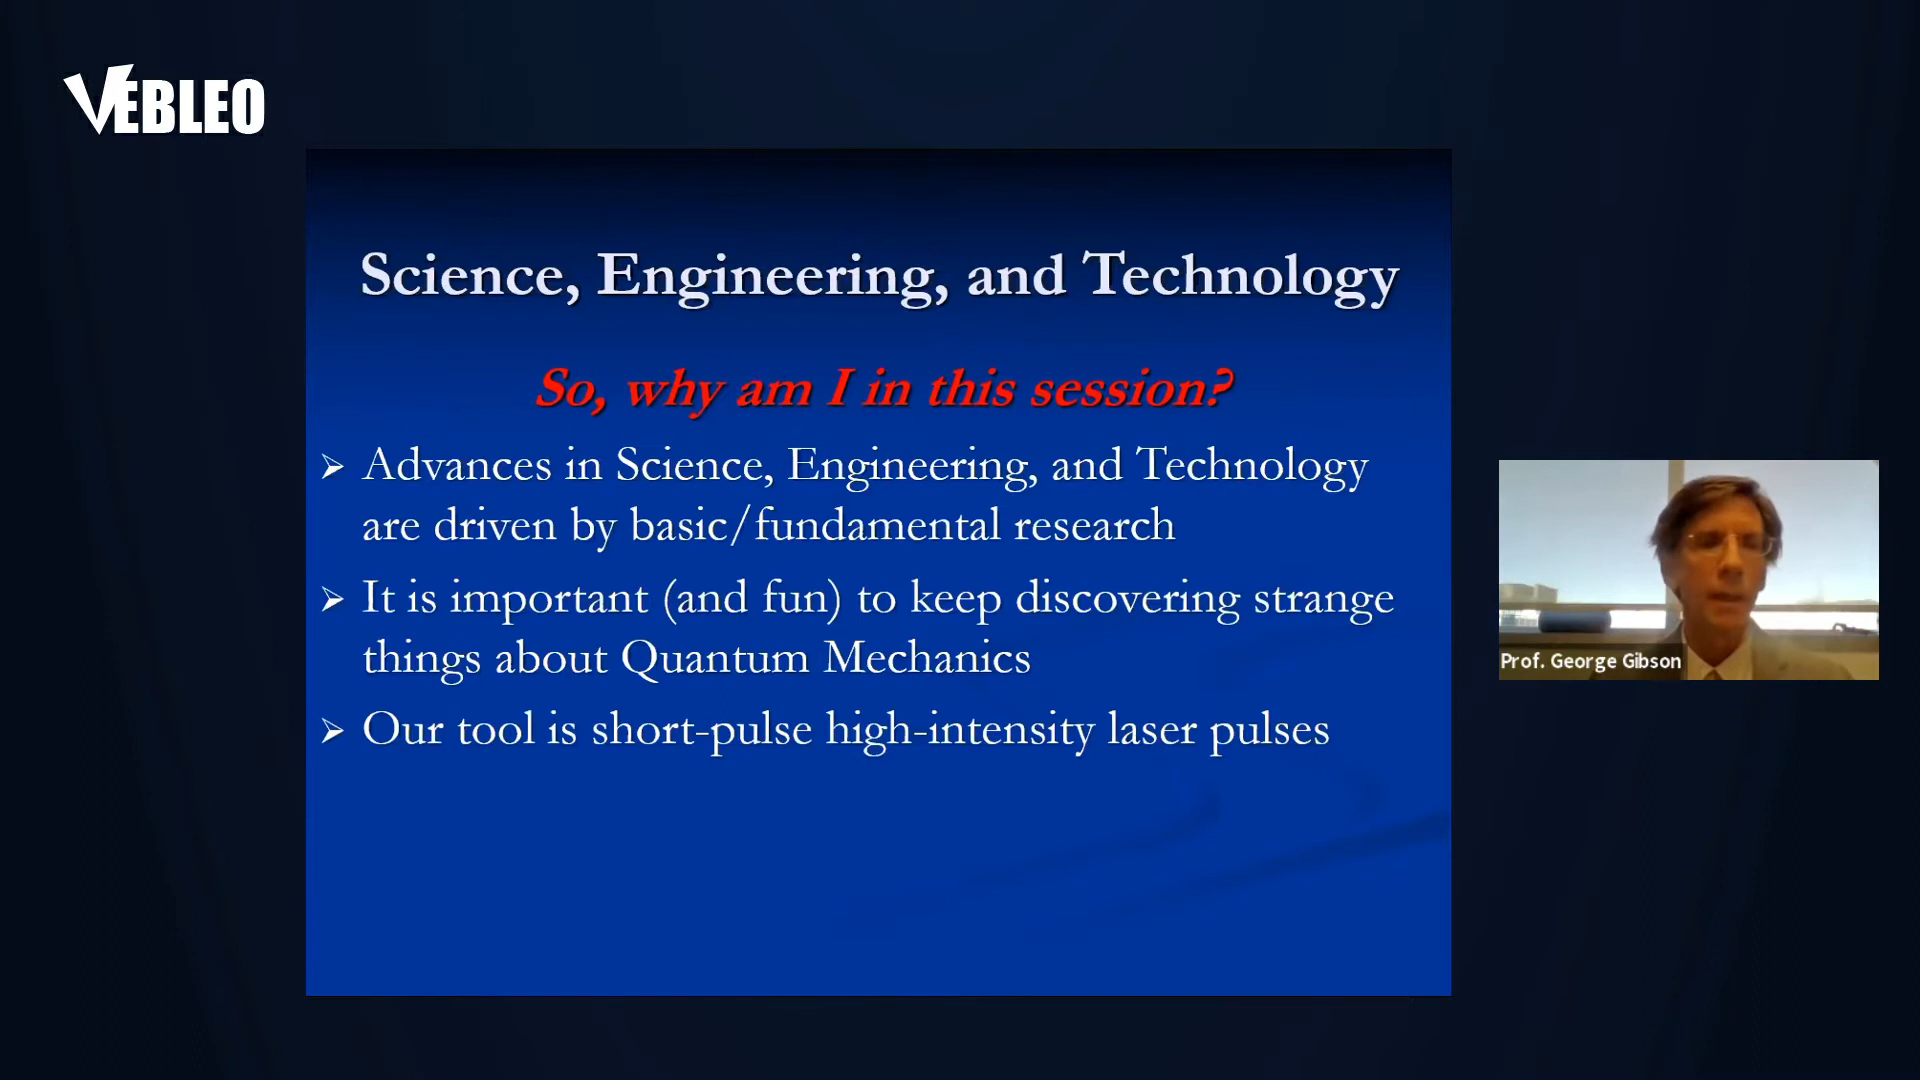 VEBLEO
Science, Engineering, and Technology
So, why am I in this session?
➢ Advances in Science, Engineering, and Technology
are driven by basic/fundamental research
➢ It is important (and fun) to keep discovering strange
things about Quantum Mechanics
➢ Our tool is short-pulse high-intensity laser pulses
Prof. George Gibson